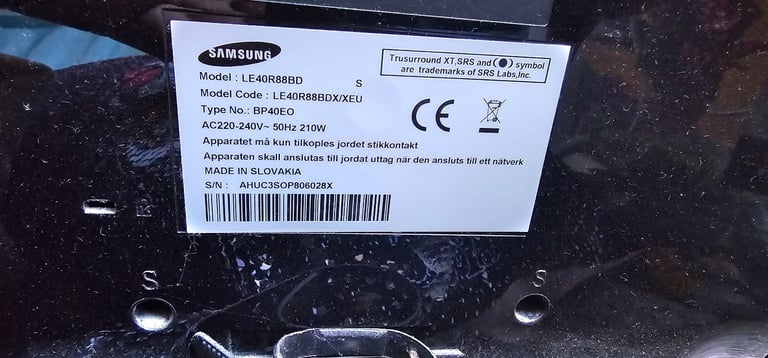 SAMSUNG
Trusurround XT,SRS and(●) symbol
are trademarks of SRS Labs,Inc.
Model : LE40R88BD S
Model Code : LE40R88BDX/XEU
Type No.: BP40EO
AC220-240V~ 50Hz 210W
CE
Apparatet må kun tilkoples jordet stikkontakt
Apparaten skall anslutas till jordat uttag när den ansluts till ett nätverk
MADE IN SLOVAKIA
S/N : AHUC3SOP806028X
S
S